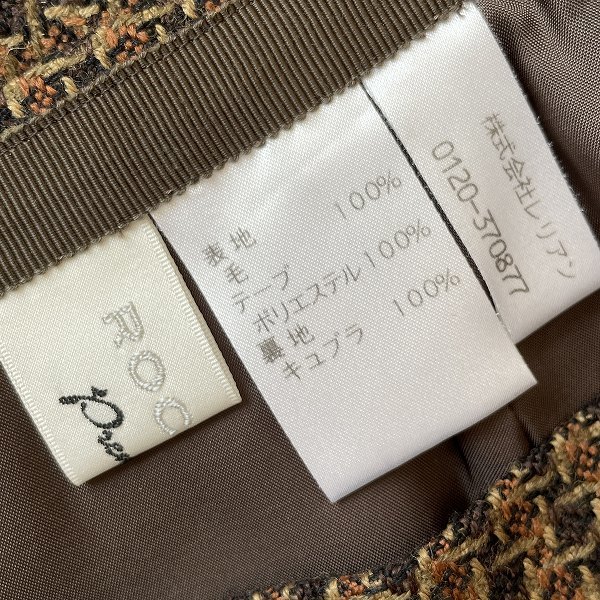 ROC
表地
毛 100%
テープ
ポリエステル100%
裏地
キュプラ 100%
株式会社レリアン
0120-370877